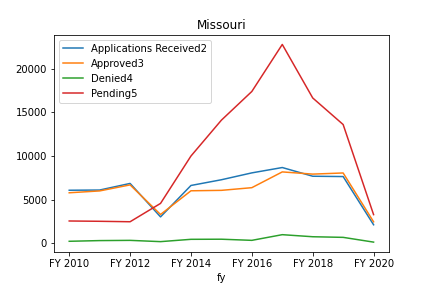 Missouri
Applications Received2
Approved3
Denied4
Pending5
20000
15000
10000
5000
0
FY 2010 FY 2012 FY 2014 FY 2016 FY 2018 FY 2020
fy